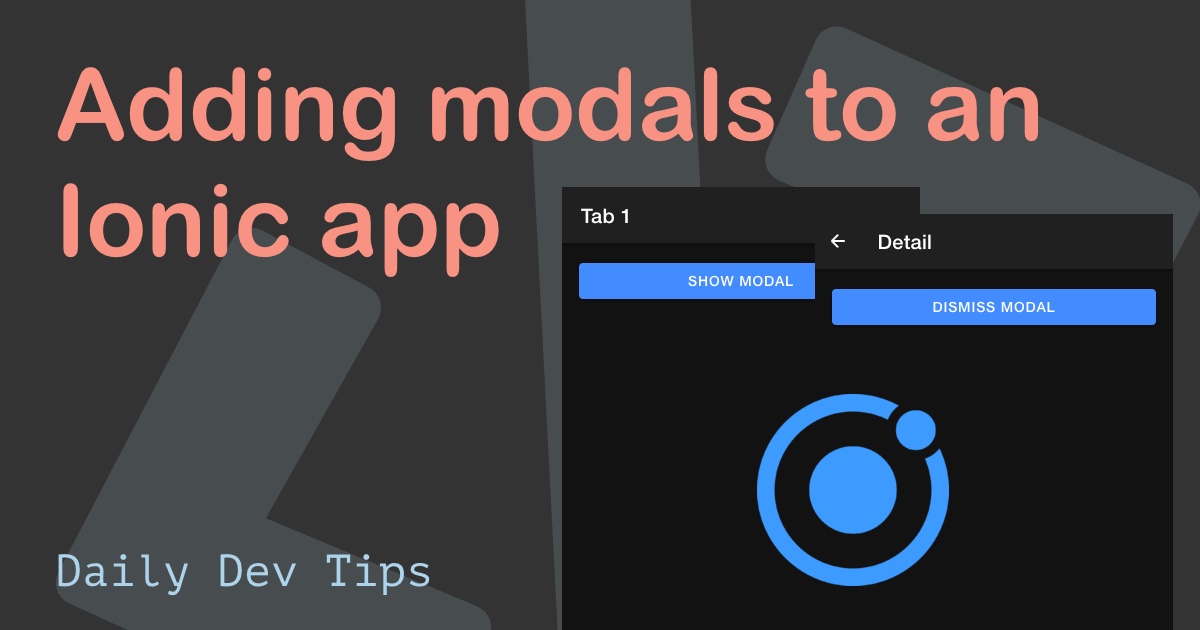 Adding modals to an
Ionic app
Tab 1
SHOW MODAL
Detail
DISMISS MODAL
Daily Dev Tips